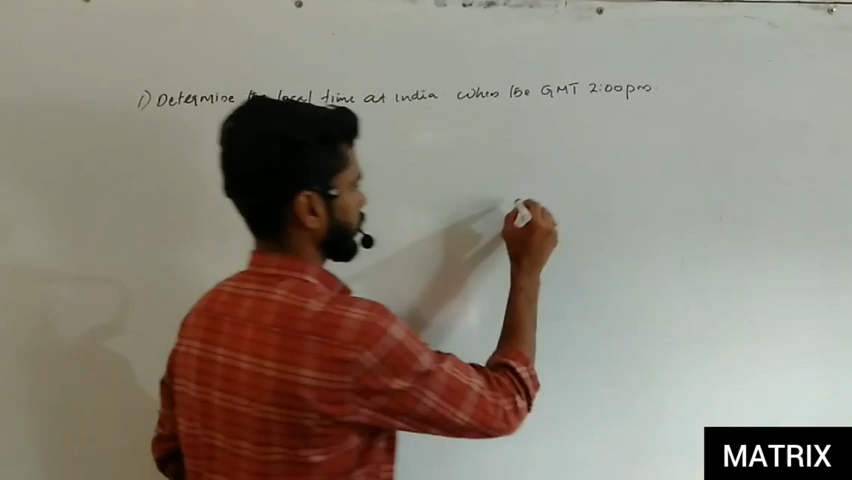 1) Determine the local time at india when the GMT 2:00pm.
MATRIX